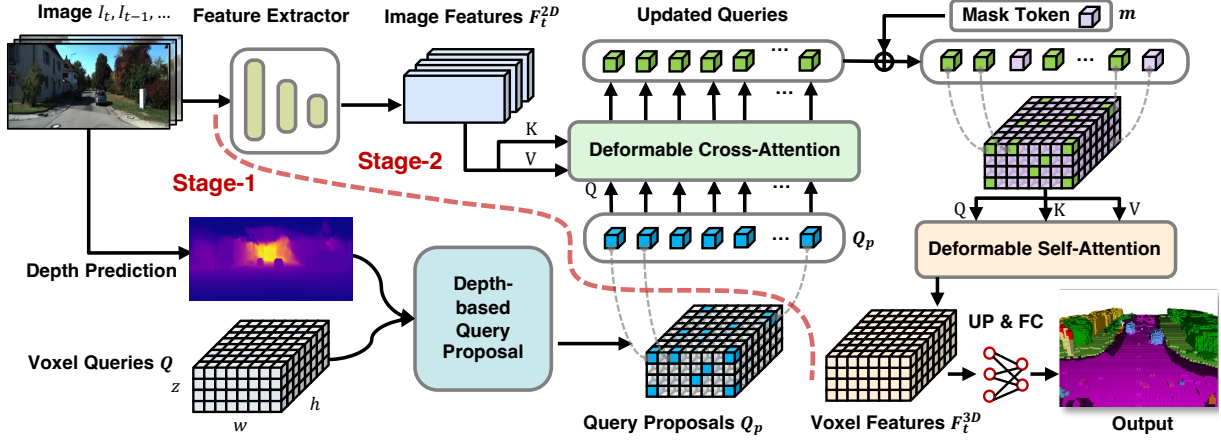 Image I_t, I_{t−1}, ...
Feature Extractor
Image Features F_t^{2D}
Updated Queries
Mask Token
m
...
...
K
V
Deformable Cross-Attention
Stage-2
Stage-1
Q
...
...
Q_p
Q
K
V
Deformable Self-Attention
Depth Prediction
Depth-
based
Query
Proposal
Voxel Queries Q
z
w
h
Query Proposals Q_p
UP & FC
Voxel Features F_t^{3D}
Output